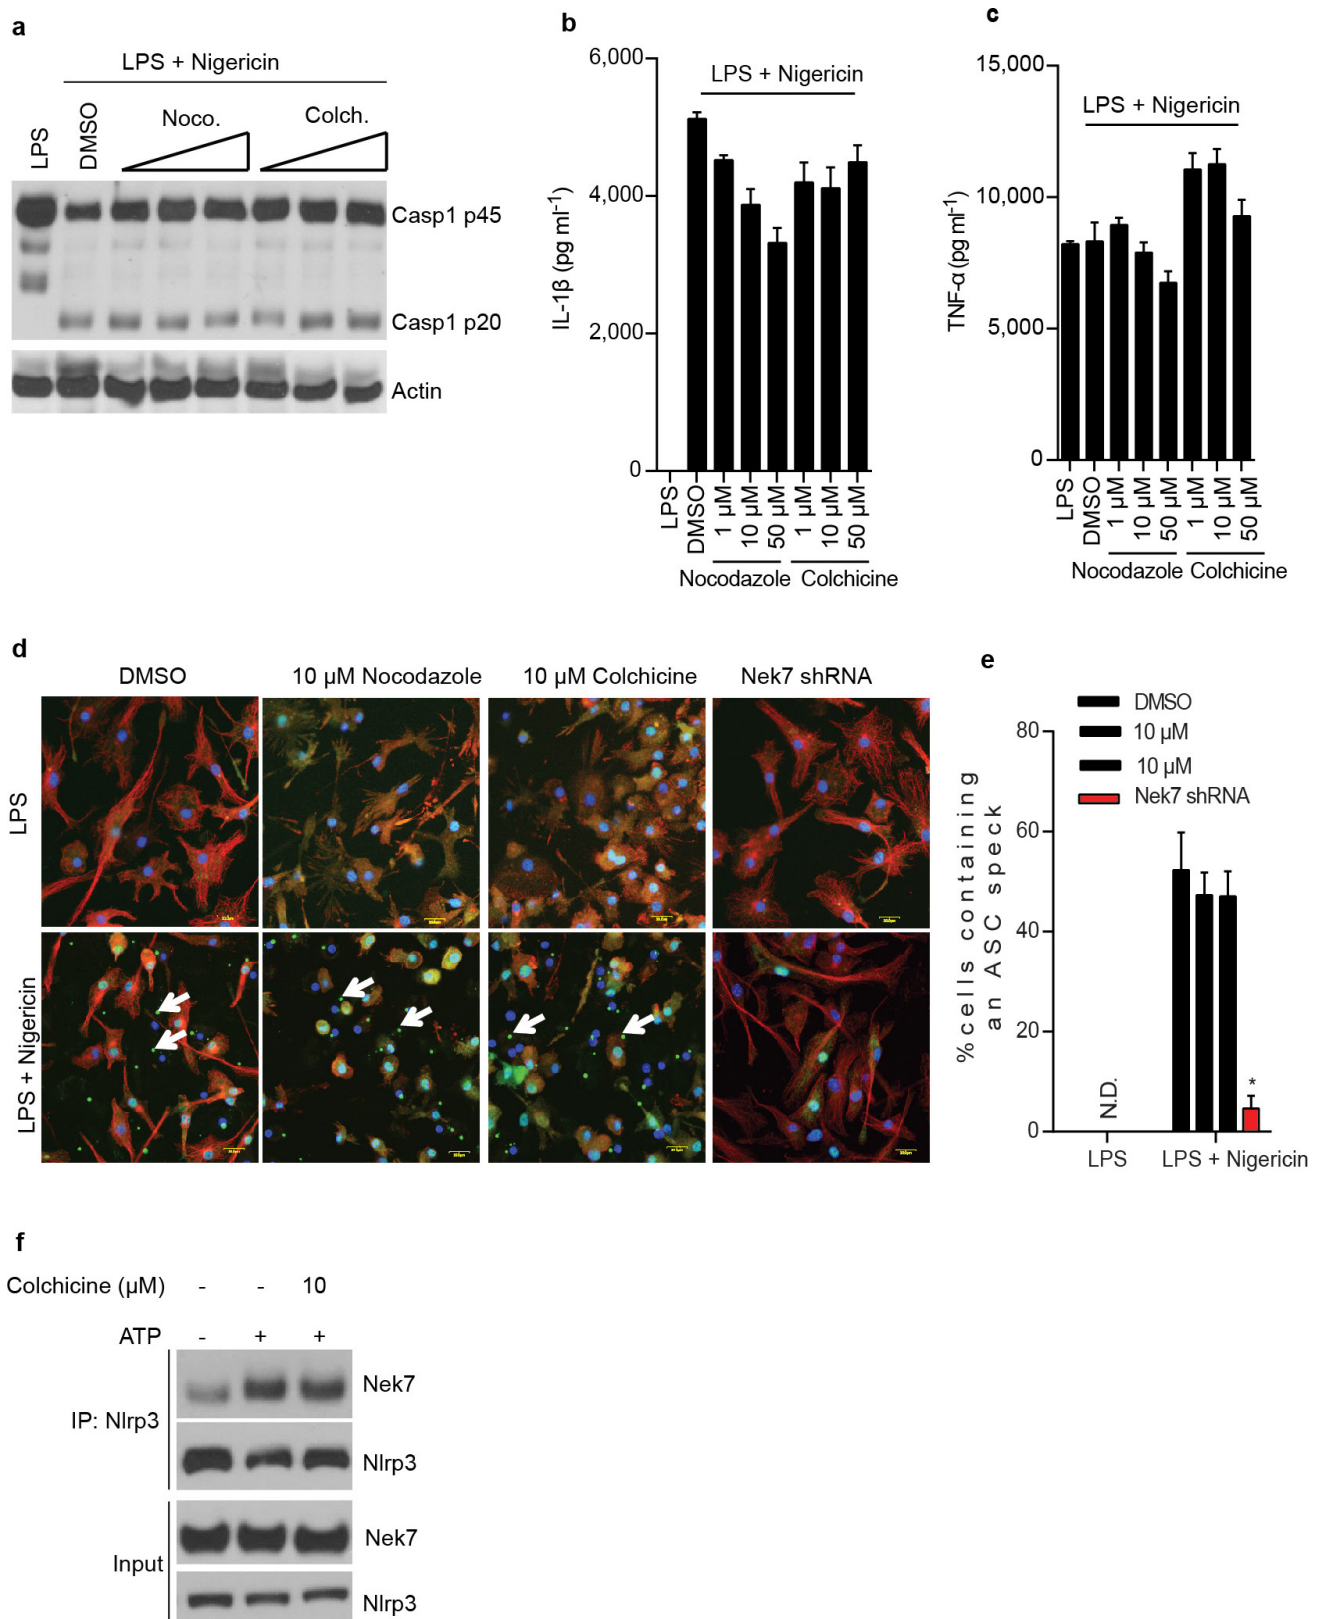 a
LPS + Nigericin
LPS
DMSO
Noco.
Colch.
Casp1 p45
Casp1 p20
Actin
b
6,000
4,000
2,000
0
IL-1β (pg ml-1)
LPS + Nigericin
LPS
DMSO
1 µM
10 µM
50 µM
1 µM
10 µM
50 µM
Nocodazole Colchicine
c
15,000
10,000
5,000
0
TNF-α (pg ml-1)
LPS + Nigericin
LPS
DMSO
1 µM
10 µM
50 µM
1 µM
10 µM
50 µM
Nocodazole Colchicine
d
DMSO
10 µM Nocodazole
10 µM Colchicine
Nek7 shRNA
LPS
LPS + Nigericin
e
DMSO
10 µM
10 µM
Nek7 shRNA
80
60
40
20
0
% cells containing
an ASC speck
N.D.
*
LPS
LPS + Nigericin
f
Colchicine (µM) - - 10
ATP - + +
IP: Nlrp3
Nek7
Nlrp3
Input
Nek7
Nlrp3